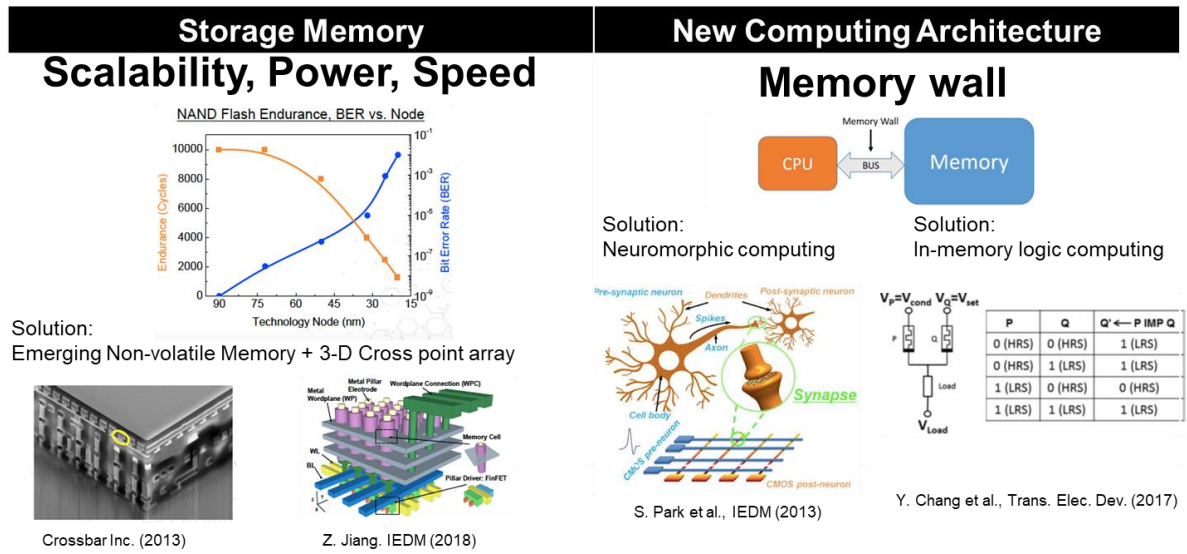 Storage Memory
Scalability, Power, Speed
NAND Flash Endurance, BER vs. Node
10000
8000
6000
4000
2000
0
Endurance (Cycles)
10-1
10-3
10-5
10-7
10-9
Bit Error Rate (BER)
90 75 60 45 30 15
Technology Node (nm)
Solution:
Emerging Non-volatile Memory + 3-D Cross point array
Crossbar Inc. (2013)
Metal Pillar
Electrode
Wordplane Connection (WPC)
Metal
Wordplane (WP)
Memory Cell
WL
BL
Pillar Driver: FinFET
Z
Y
X
Z. Jiang. IEDM (2018)
New Computing Architecture
Memory wall
Memory Wall
CPU
BUS
Memory
Solution:
Neuromorphic computing
Pre-synaptic neuron
Dendrites
Post-synaptic neuron
Spikes
Axon
Synapse
Cell body
CMOS pre-neuron
CMOS post-neuron
S. Park et al., IEDM (2013)
Solution:
In-memory logic computing
VP=Vcond VQ=Vset
P
Q
Load
VLoad
P Q Q' ← P IMP Q
0 (HRS) 0 (HRS) 1 (LRS)
0 (HRS) 1 (LRS) 1 (LRS)
1 (LRS) 0 (HRS) 0 (HRS)
1 (LRS) 1 (LRS) 1 (LRS)
Y. Chang et al., Trans. Elec. Dev. (2017)